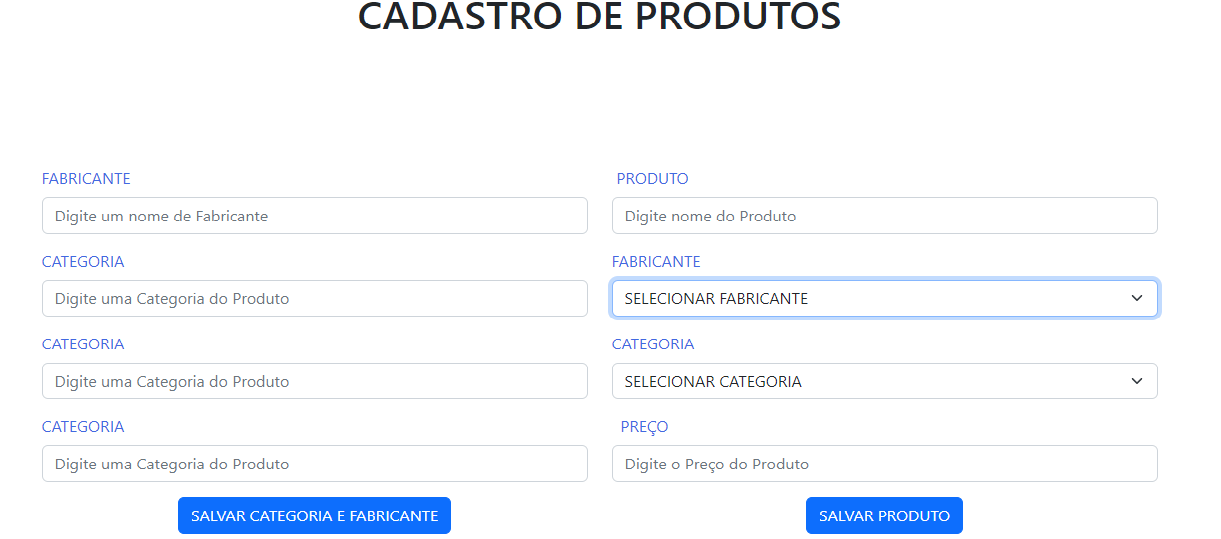 CADASTRO DE PRODUTOS
FABRICANTE
Digite um nome de Fabricante
CATEGORIA
Digite uma Categoria do Produto
CATEGORIA
Digite uma Categoria do Produto
CATEGORIA
Digite uma Categoria do Produto
SALVAR CATEGORIA E FABRICANTE
PRODUTO
Digite nome do Produto
FABRICANTE
SELECIONAR FABRICANTE
CATEGORIA
SELECIONAR CATEGORIA
PREÇO
Digite o Preço do Produto
SALVAR PRODUTO